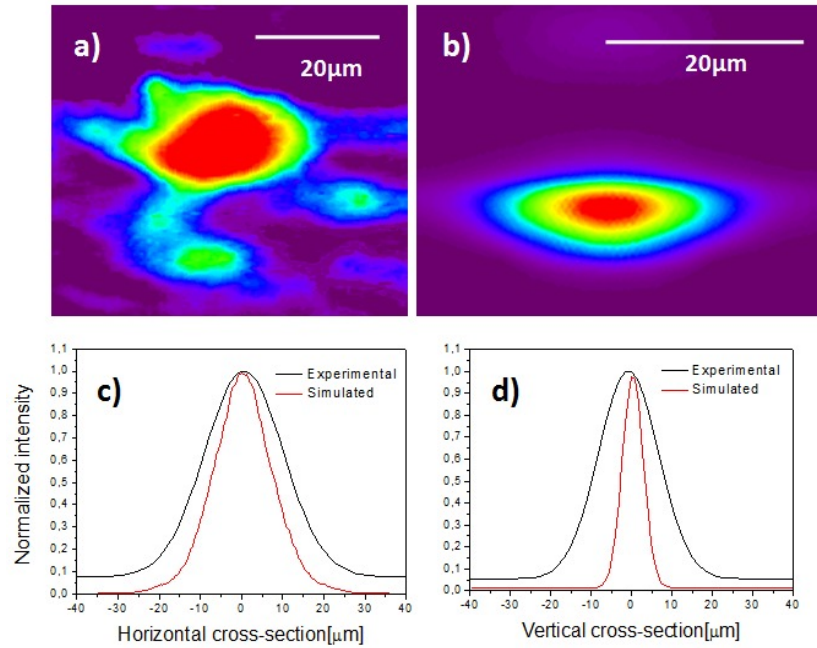 a)
20µm
b)
20µm
c)
Experimental
Simulated
1,1
1,0
0,9
0,8
0,7
0,6
0,5
0,4
0,3
0,2
0,1
0,0
Normalized intensity
-40 -30 -20 -10 0 10 20 30 40
Horizontal cross-section[µm]
d)
Experimental
Simulated
1,1
1,0
0,9
0,8
0,7
0,6
0,5
0,4
0,3
0,2
0,1
0,0
-40 -30 -20 -10 0 10 20 30 40
Vertical cross-section[µm]